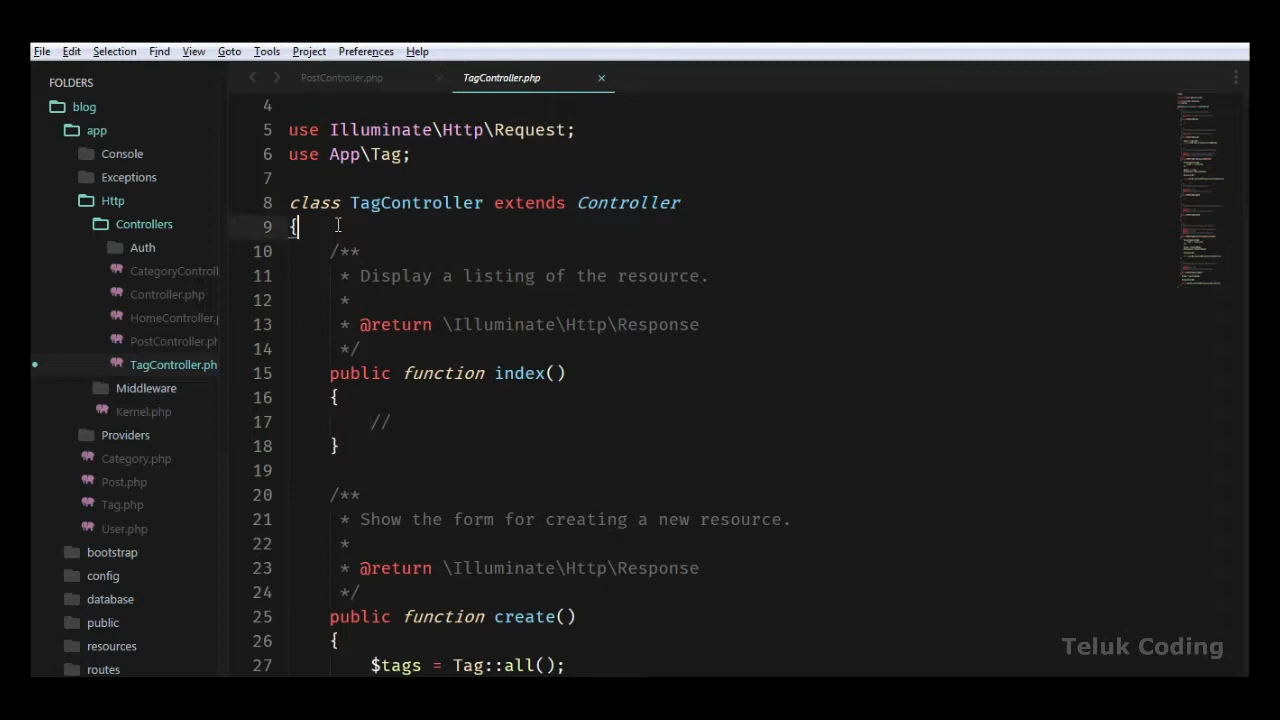 File Edit Selection Find View Goto Tools Project Preferences Help
FOLDERS
blog
app
Console
Exceptions
Http
Controllers
Auth
CategoryControll
Controller.php
HomeController.p
PostController.ph
TagController.ph
Middleware
Kernel.php
Providers
Category.php
Post.php
Tag.php
User.php
bootstrap
config
database
public
resources
routes
PostController.php TagController.php
4
5 use Illuminate\Http\Request;
6 use App\Tag;
7
8 class TagController extends Controller
9 {
10 /**
11 * Display a listing of the resource.
12 *
13 * @return \Illuminate\Http\Response
14 */
15 public function index()
16 {
17 //
18 }
19
20 /**
21 * Show the form for creating a new resource.
22 *
23 * @return \Illuminate\Http\Response
24 */
25 public function create()
26 {
27 $tags = Tag::all();
Teluk Coding